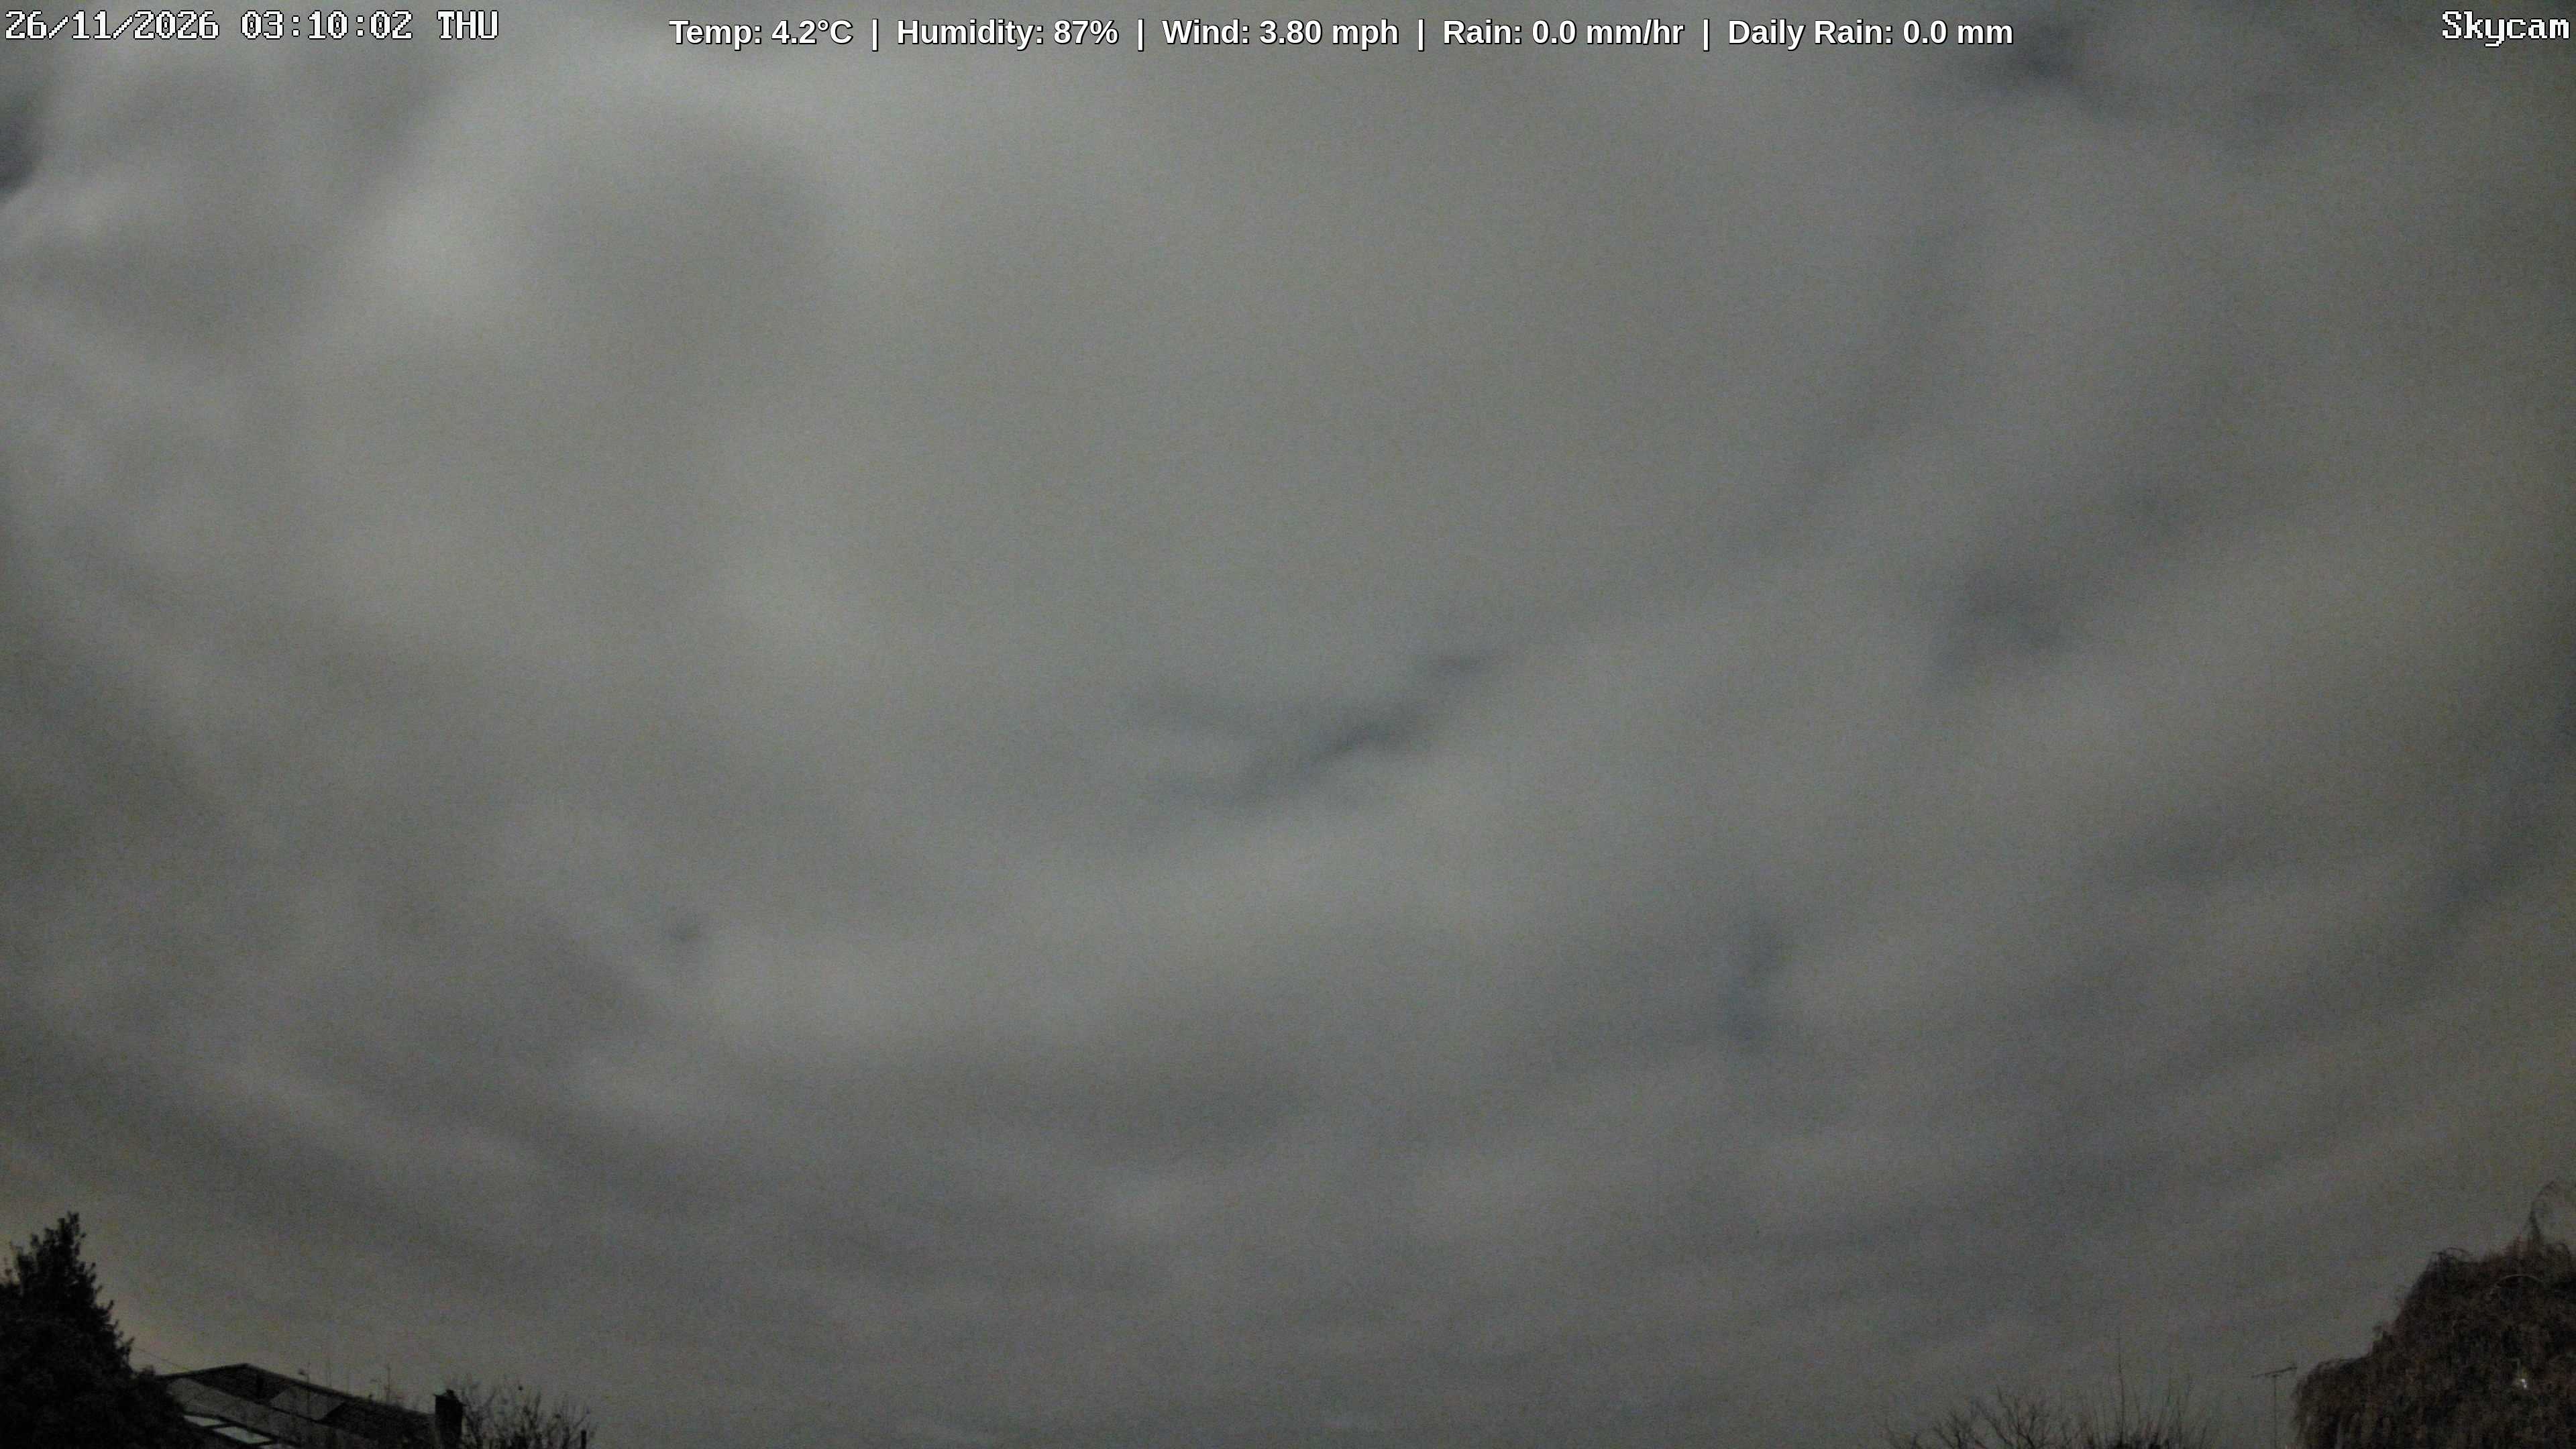 26/11/2026 03:10:02 THU
Temp: 4.2°C | Humidity: 87% | Wind: 3.80 mph | Rain: 0.0 mm/hr | Daily Rain: 0.0 mm
Skycam